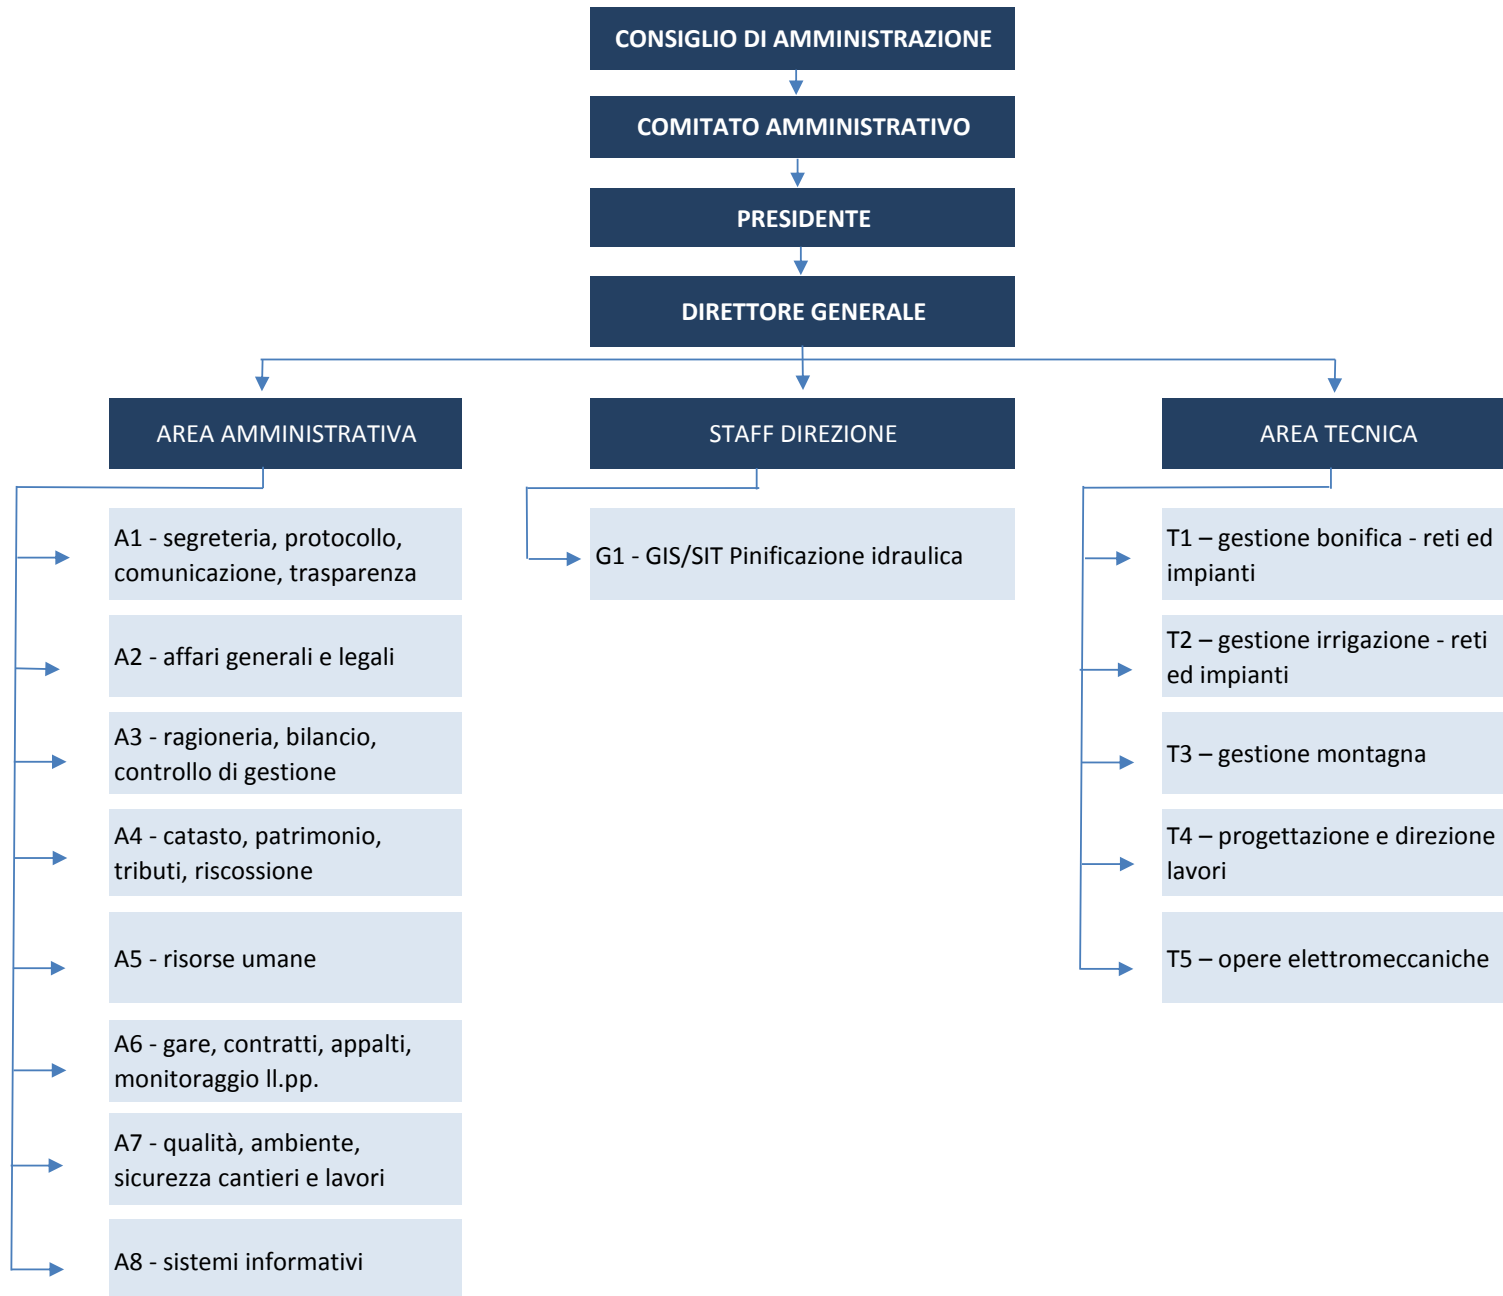 CONSIGLIO DI AMMINISTRAZIONE
COMITATO AMMINISTRATIVO
PRESIDENTE
DIRETTORE GENERALE
AREA AMMINISTRATIVA
STAFF DIREZIONE
AREA TECNICA
A1 - segreteria, protocollo,
comunicazione, trasparenza
A2 - affari generali e legali
A3 - ragioneria, bilancio,
controllo di gestione
A4 - catasto, patrimonio,
tributi, riscossione
A5 - risorse umane
A6 - gare, contratti, appalti,
monitoraggio ll.pp.
A7 - qualità, ambiente,
sicurezza cantieri e lavori
A8 - sistemi informativi
G1 - GIS/SIT Pinificazione idraulica
T1 – gestione bonifica - reti ed
impianti
T2 – gestione irrigazione - reti
ed impianti
T3 – gestione montagna
T4 – progettazione e direzione
lavori
T5 – opere elettromeccaniche